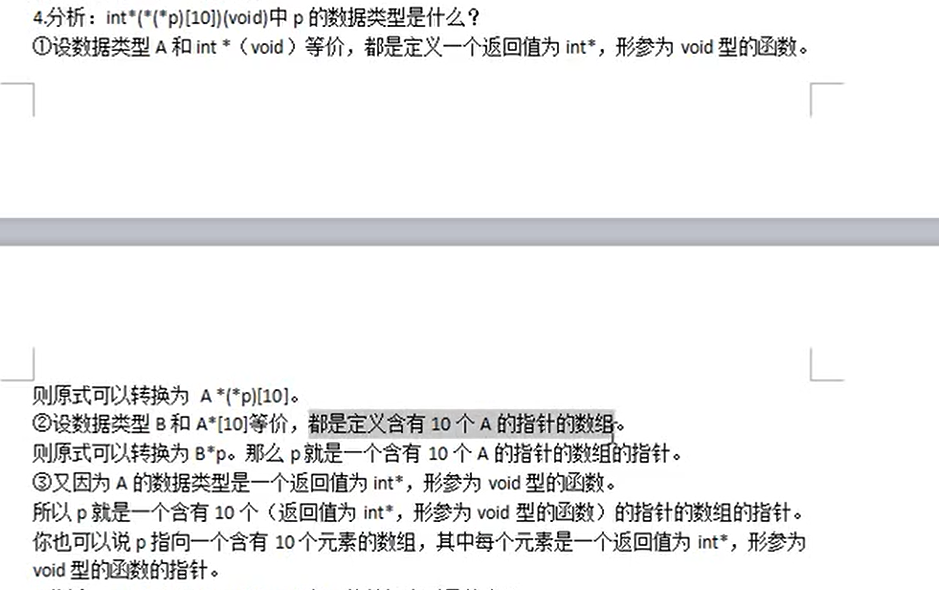 4.分析：int*(*(*p)[10])(void)中 p 的数据类型是什么？
①设数据类型 A 和 int *（void）等价，都是定义一个返回值为 int*，形参为 void 型的函数。
则原式可以转换为 A *(*p)[10]。
②设数据类型 B 和 A*[10]等价，都是定义含有 10 个 A 的指针的数组。
则原式可以转换为 B*p。那么 p 就是一个含有 10 个 A 的指针的数组的指针。
③又因为 A 的数据类型是一个返回值为 int*，形参为 void 型的函数。
所以 p 就是一个含有 10 个（返回值为 int*，形参为 void 型的函数）的指针的数组的指针。
你也可以说 p 指向一个含有 10 个元素的数组，其中每个元素是一个返回值为 int*，形参为
void 型的函数的指针。